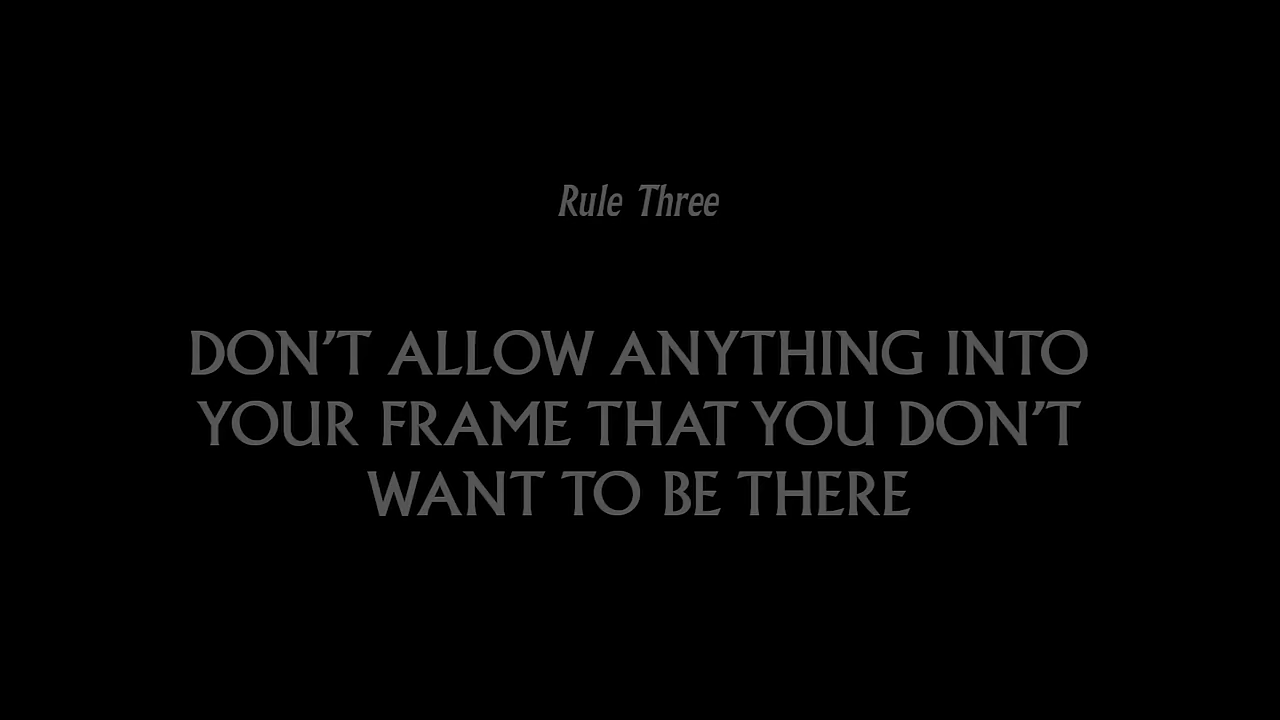 Rule Three
DON’T ALLOW ANYTHING INTO
YOUR FRAME THAT YOU DON’T
WANT TO BE THERE